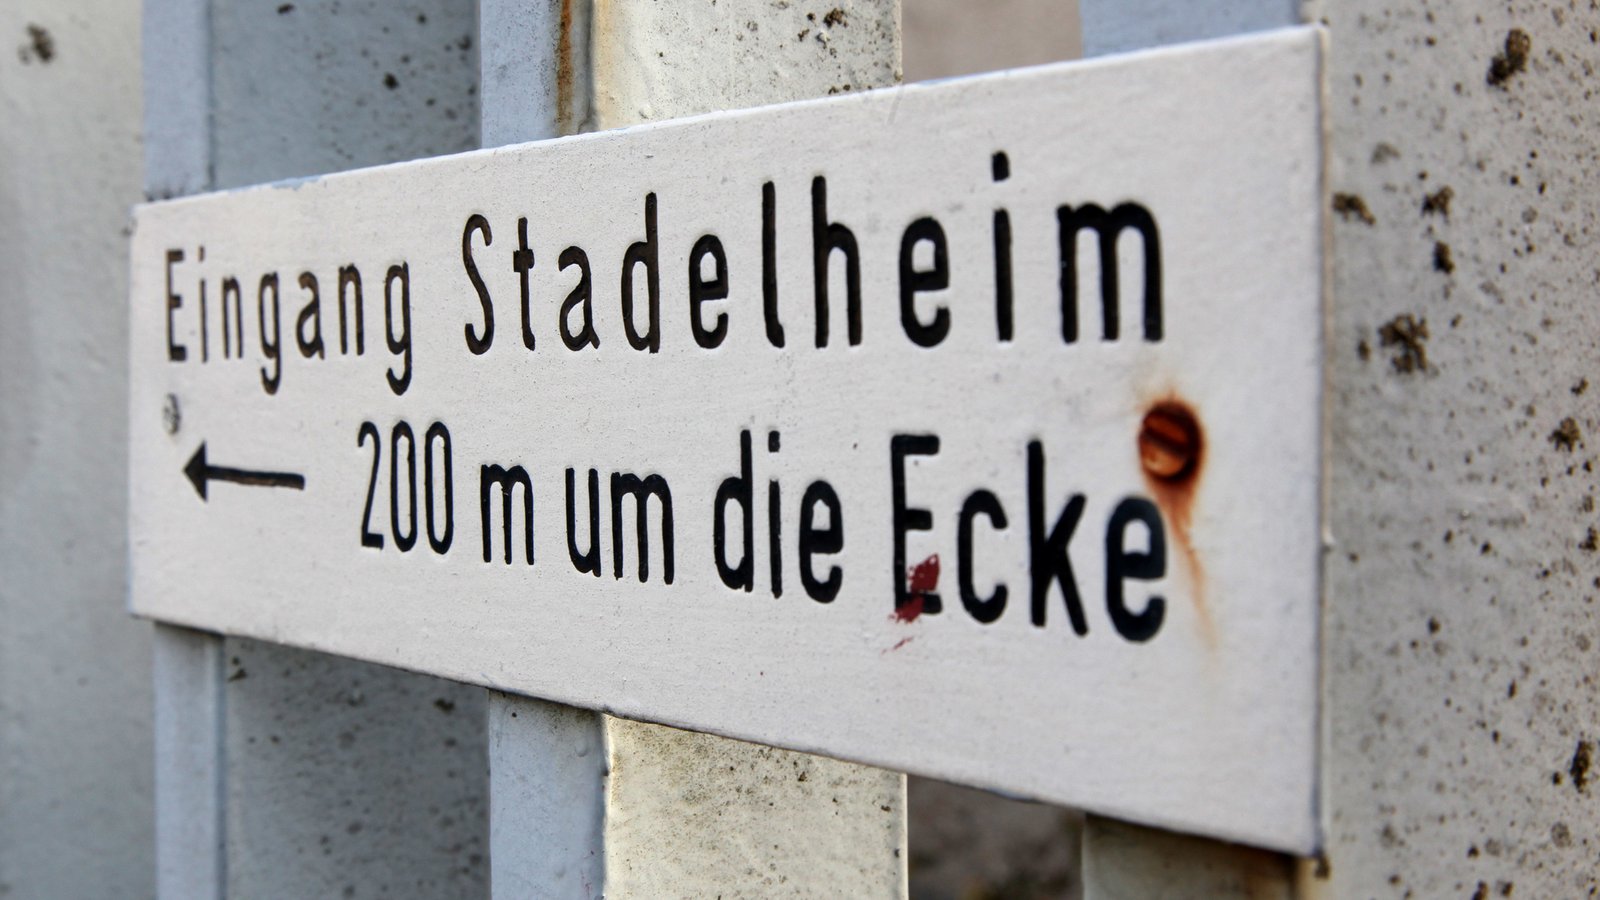 Eingang Stadelheim
← 200 m um die Ecke